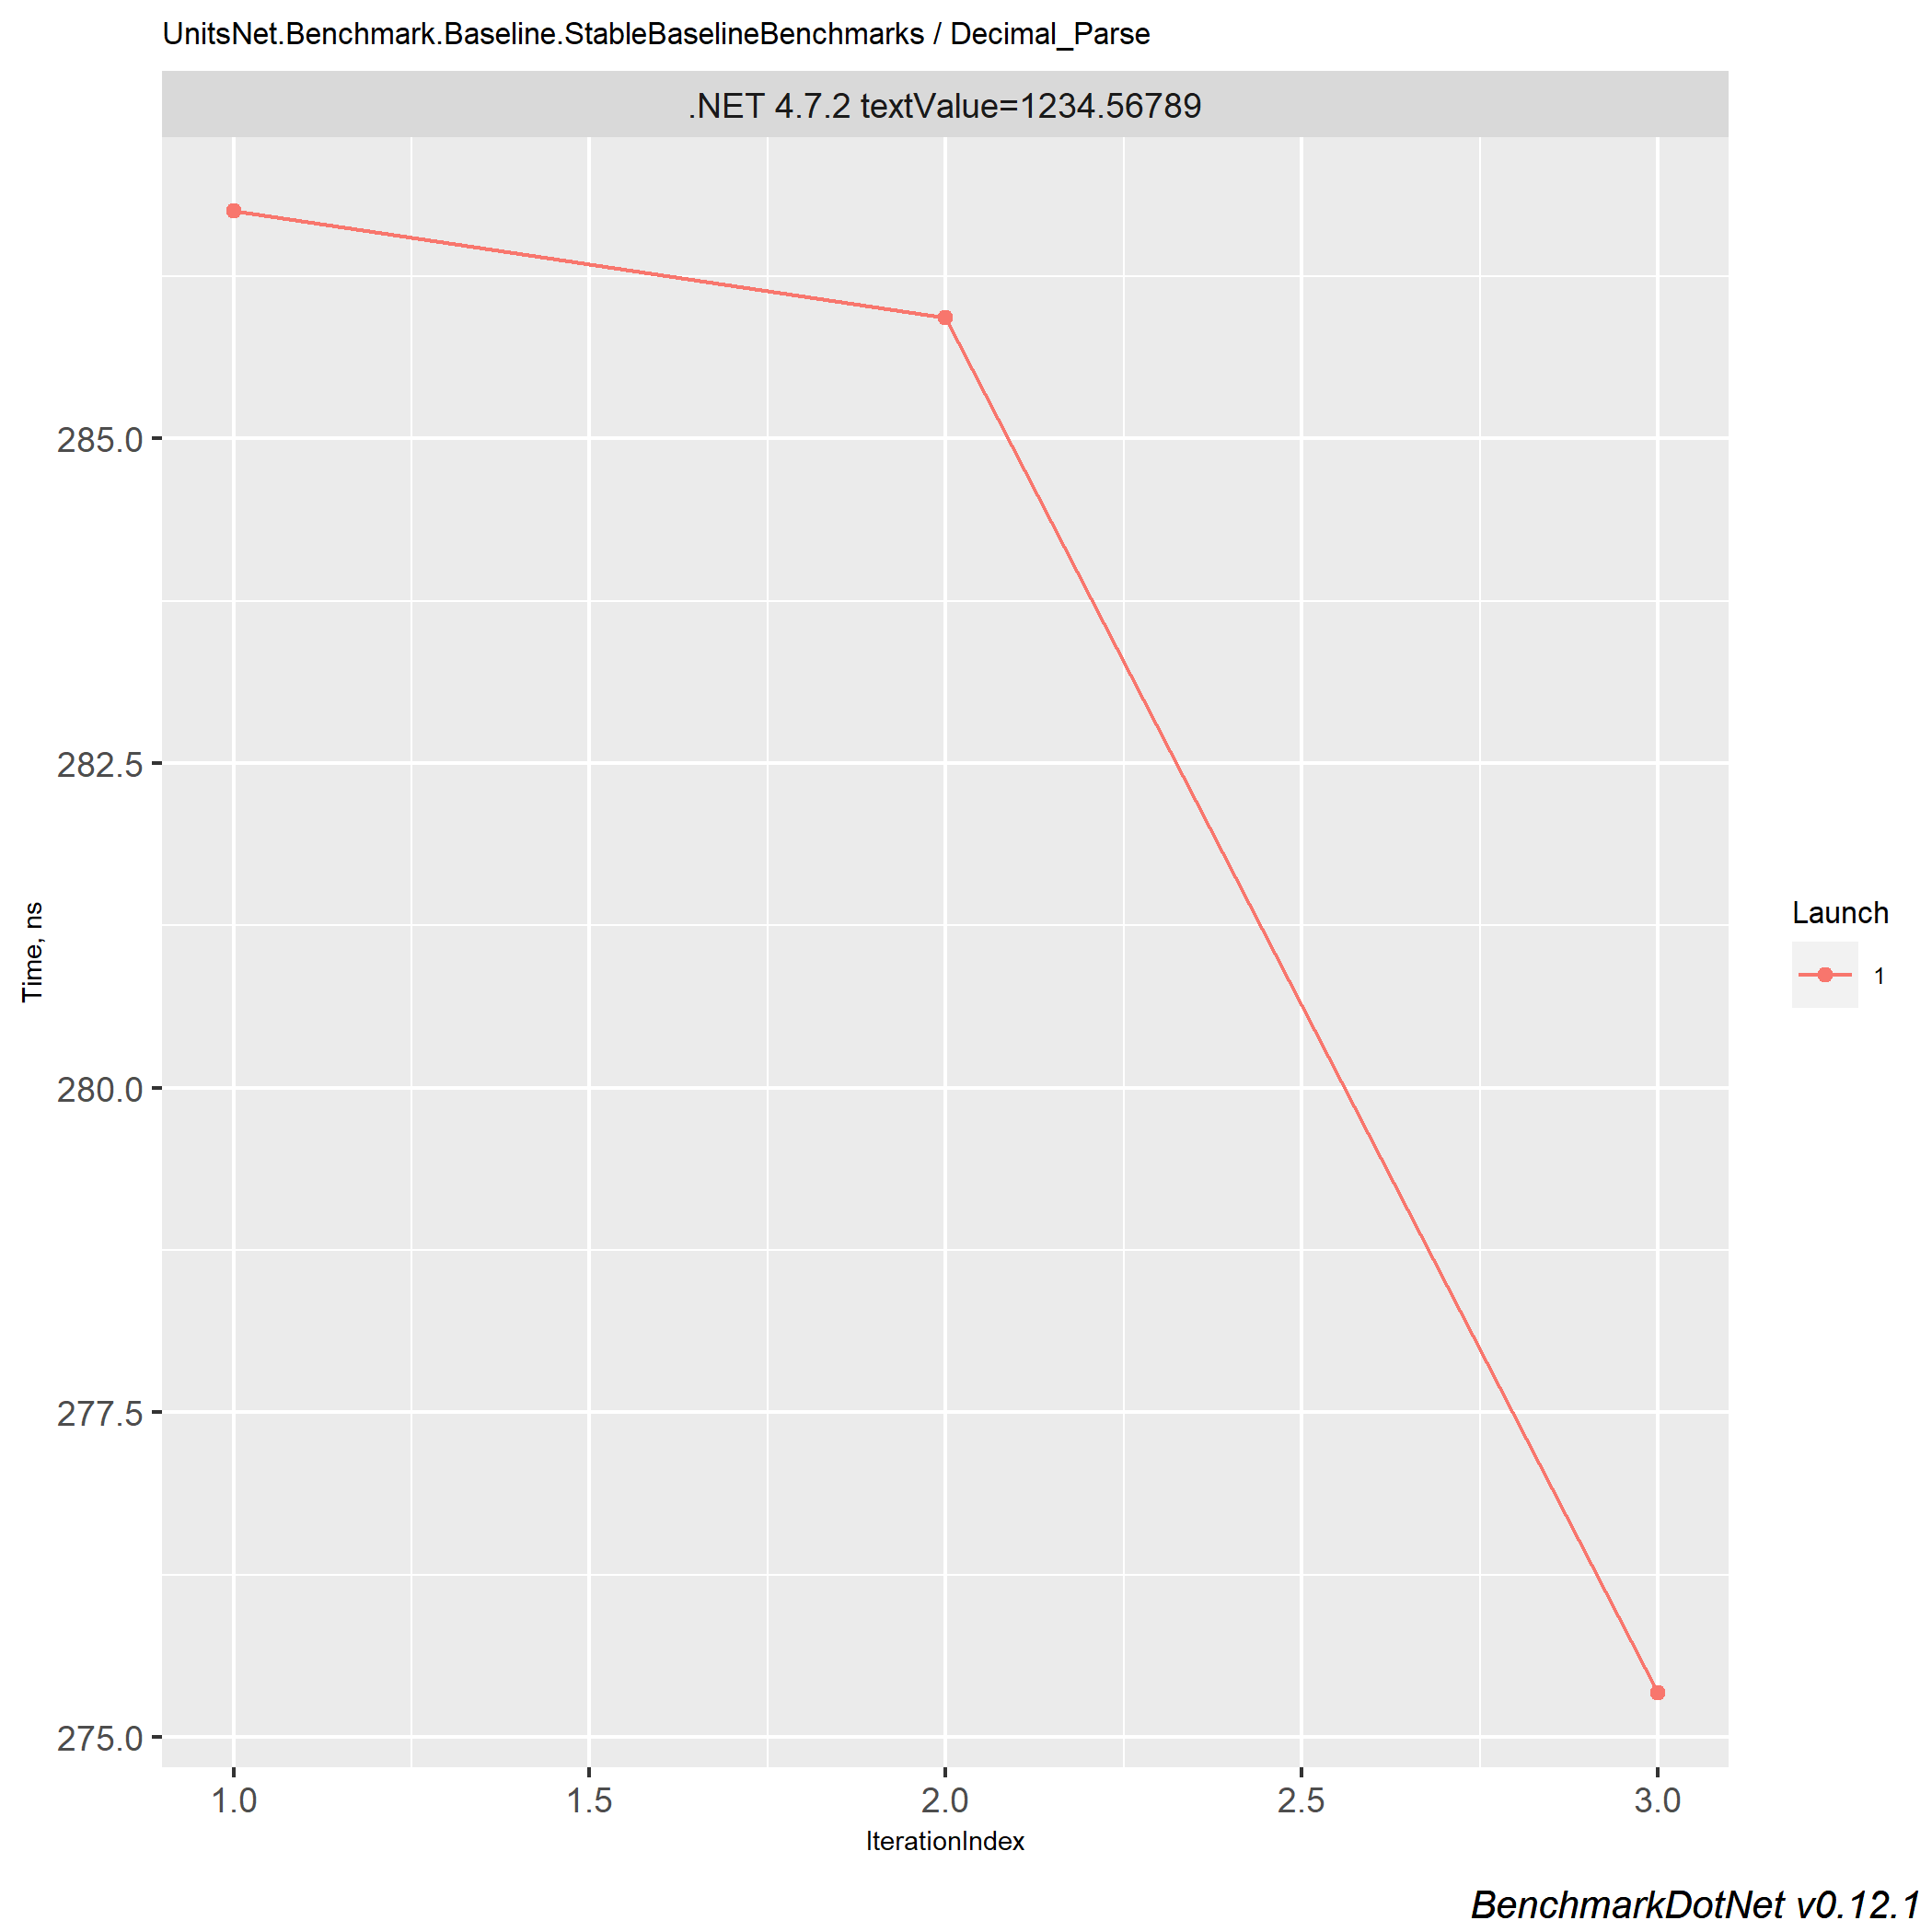 UnitsNet.Benchmark.Baseline.StableBaselineBenchmarks / Decimal_Parse
.NET 4.7.2 textValue=1234.56789
285.0
282.5
280.0
277.5
275.0
Time, ns
1.0 1.5 2.0 2.5 3.0
IterationIndex
Launch
1
BenchmarkDotNet v0.12.1